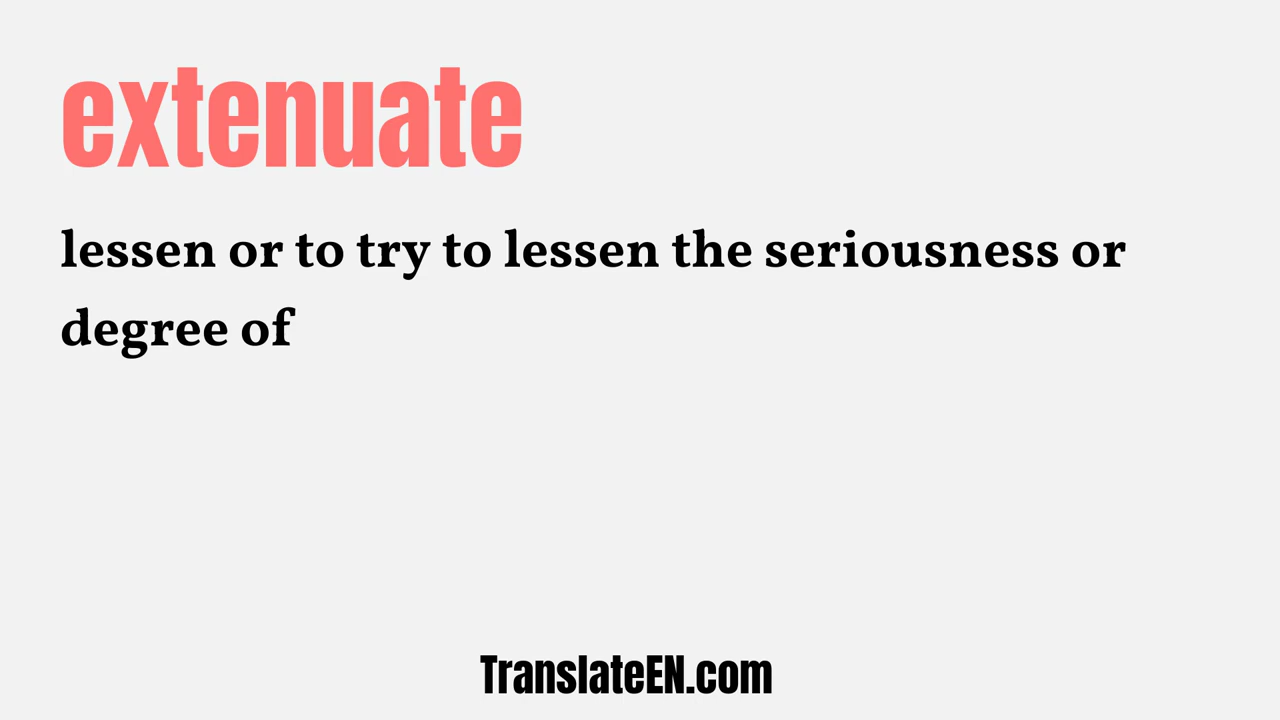 extenuate
lessen or to try to lessen the seriousness or
degree of
TranslateEN.com